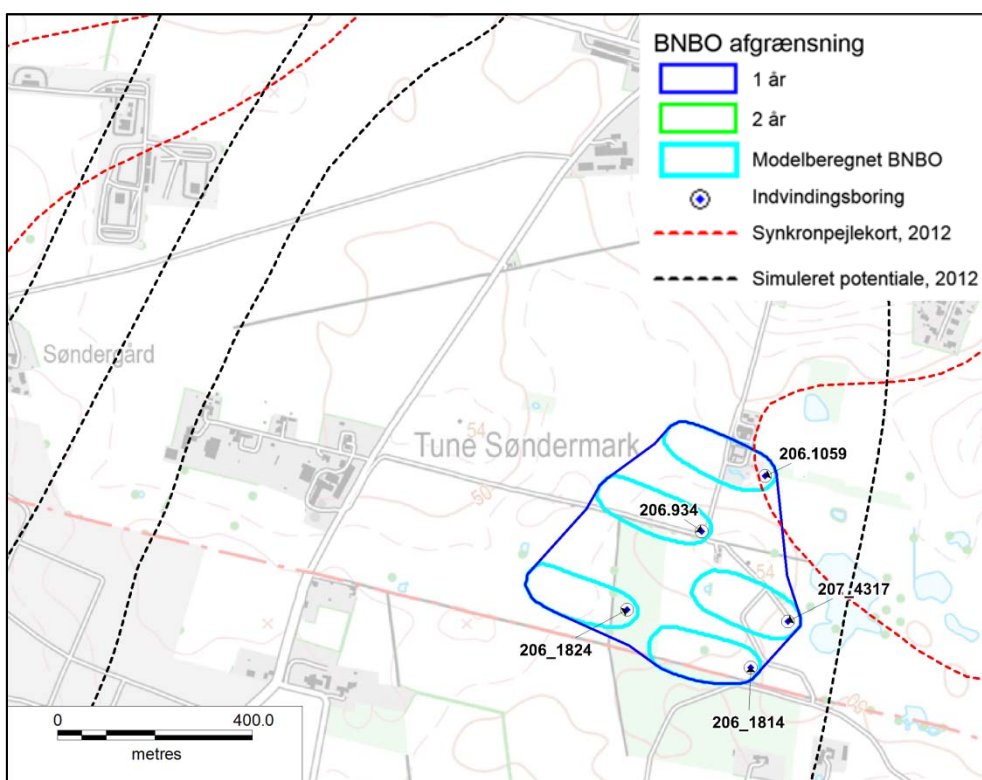 BNBO afgrænsning
1 år
2 år
Modelberegnet BNBO
Indvindingsboring
Synkronpejlekort, 2012
Simuleret potentiale, 2012
Søndergård
54
Tune Søndermark
50
206.1059
206.934
54
207_4317
206_1824
206_1814
0 400.0
metres